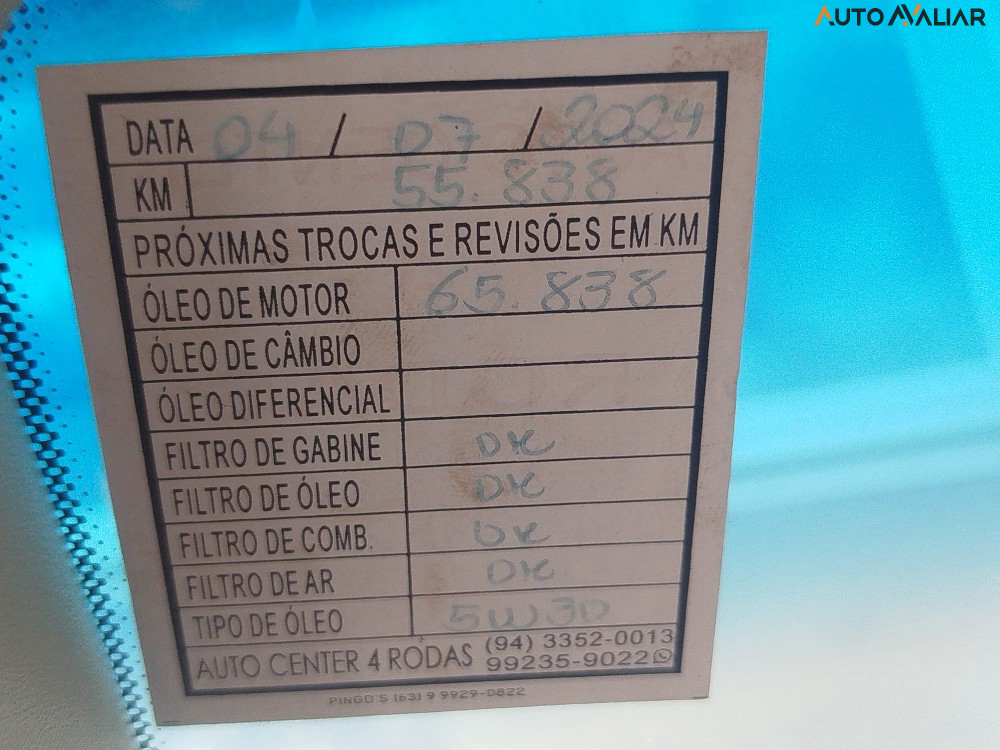 AUTO AVALIAR
DATA 04 / 07 / 2024
KM 55.838
PRÓXIMAS TROCAS E REVISÕES EM KM
ÓLEO DE MOTOR 65.838
ÓLEO DE CÂMBIO
ÓLEO DIFERENCIAL
FILTRO DE GABINE OK
FILTRO DE ÓLEO OK
FILTRO DE COMB. OK
FILTRO DE AR OK
TIPO DE ÓLEO 5W30
AUTO CENTER 4 RODAS (94) 3352-0013
99235-9022
PINGO'S (63) 9 9929-0822